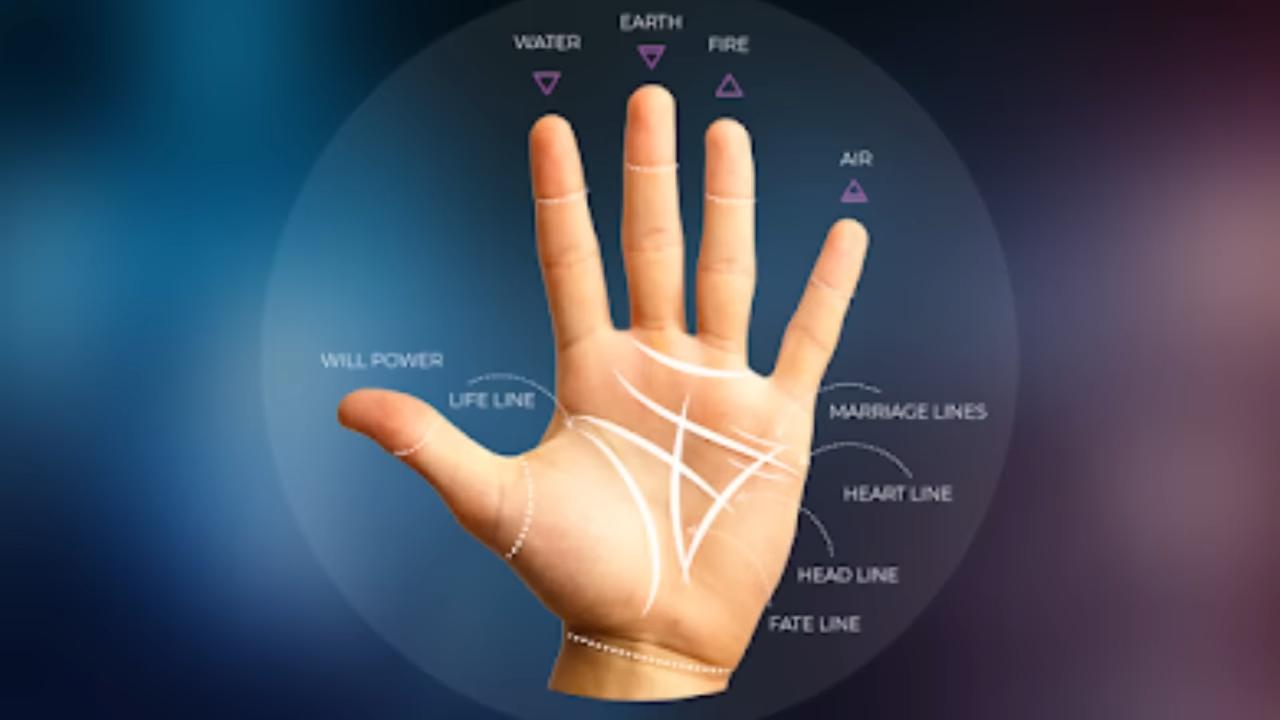 EARTH
WATER
FIRE
AIR
WILL POWER
LIFE LINE
MARRIAGE LINES
HEART LINE
HEAD LINE
FATE LINE